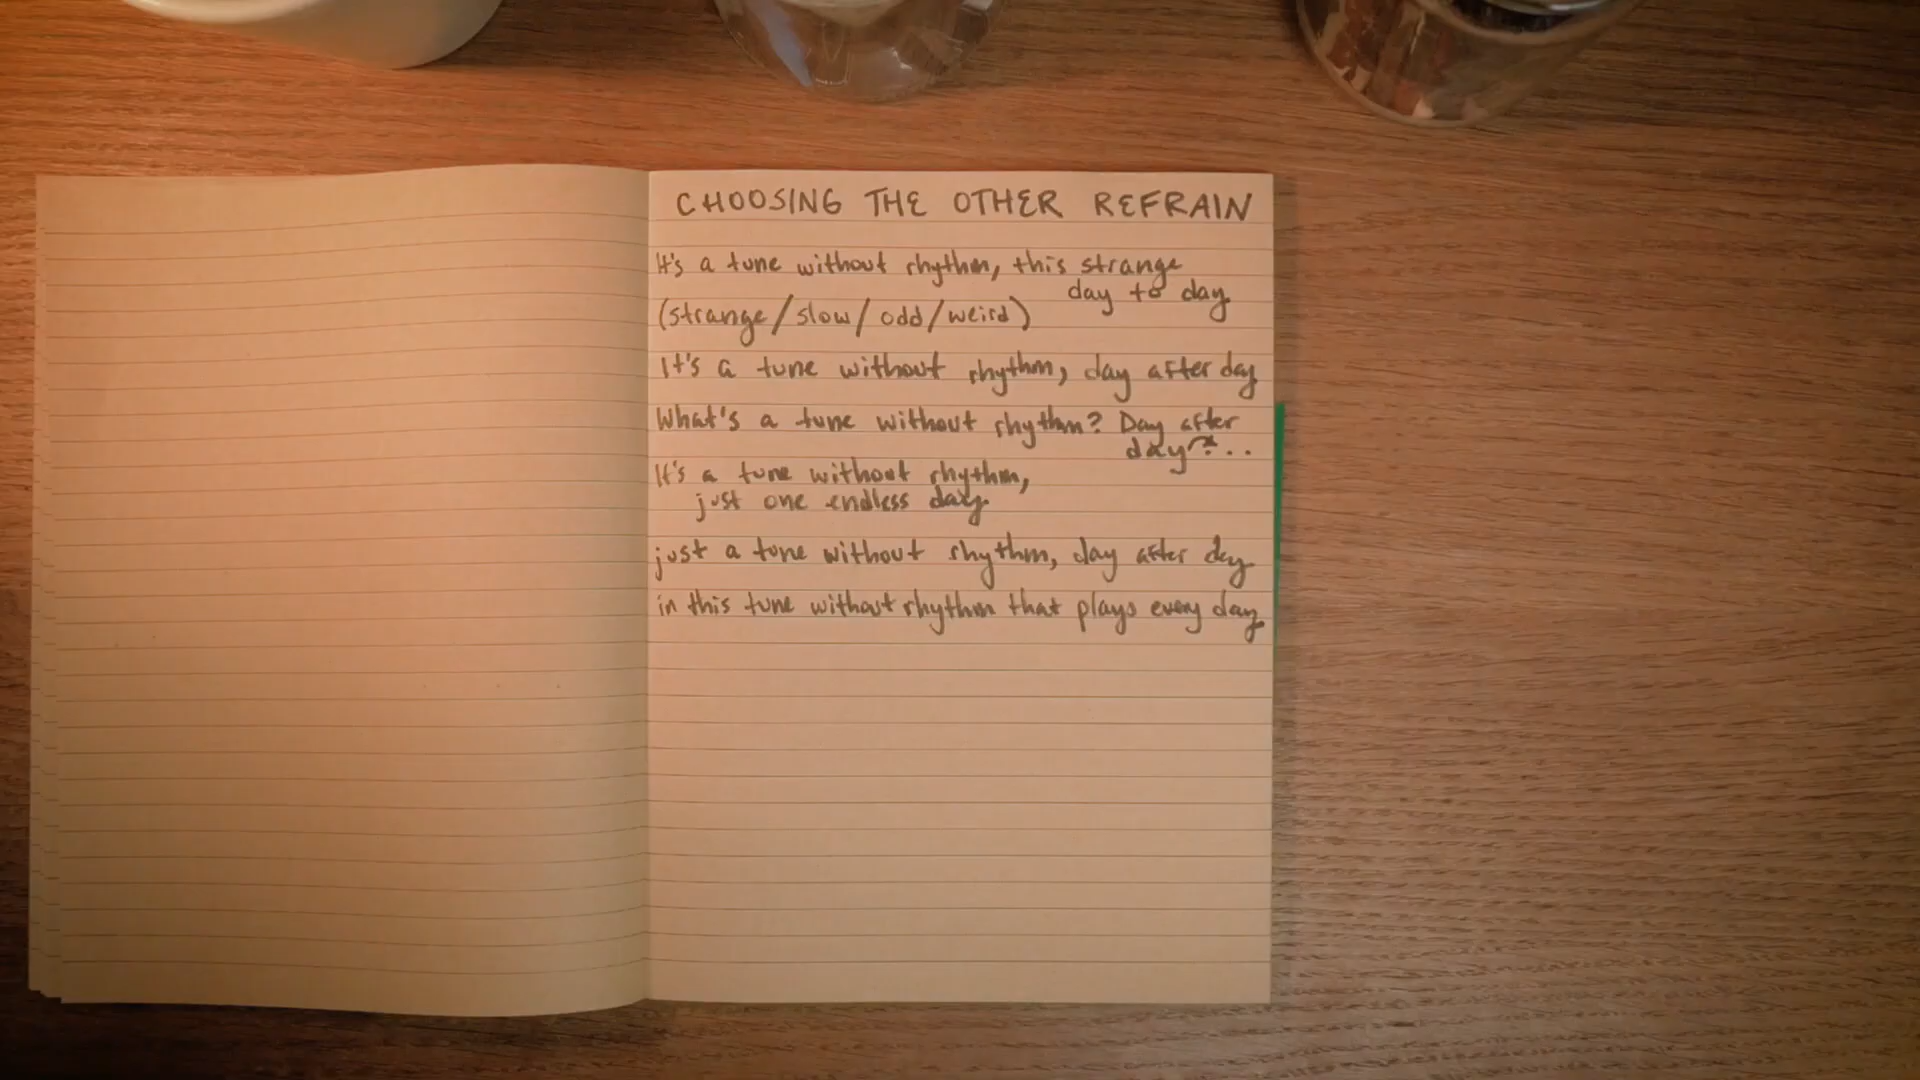 CHOOSING THE OTHER REFRAIN
It's a tune without rhythm, this strange
day to day
(strange/slow/odd/weird)
It's a tune without rhythm, day after day
What's a tune without rhythm? Day after
day?...
It's a tune without rhythm,
just one endless day
just a tune without rhythm, day after day
in this tune without rhythm that plays every day